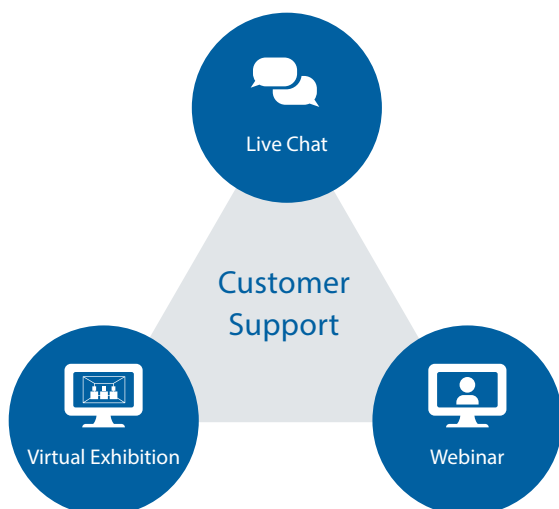 Live Chat
Customer
Support
Virtual Exhibition
Webinar